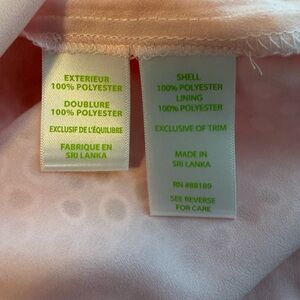 EXTERIEUR
100% POLYESTER
DOUBLURE
100% POLYESTER
EXCLUSIF DE L'ÉQUILIBRE
FABRIQUE EN
SRI LANKA
SHELL
100% POLYESTER
LINING
100% POLYESTER
EXCLUSIVE OF TRIM
MADE IN
SRI LANKA
RN #88189
SEE REVERSE
FOR CARE